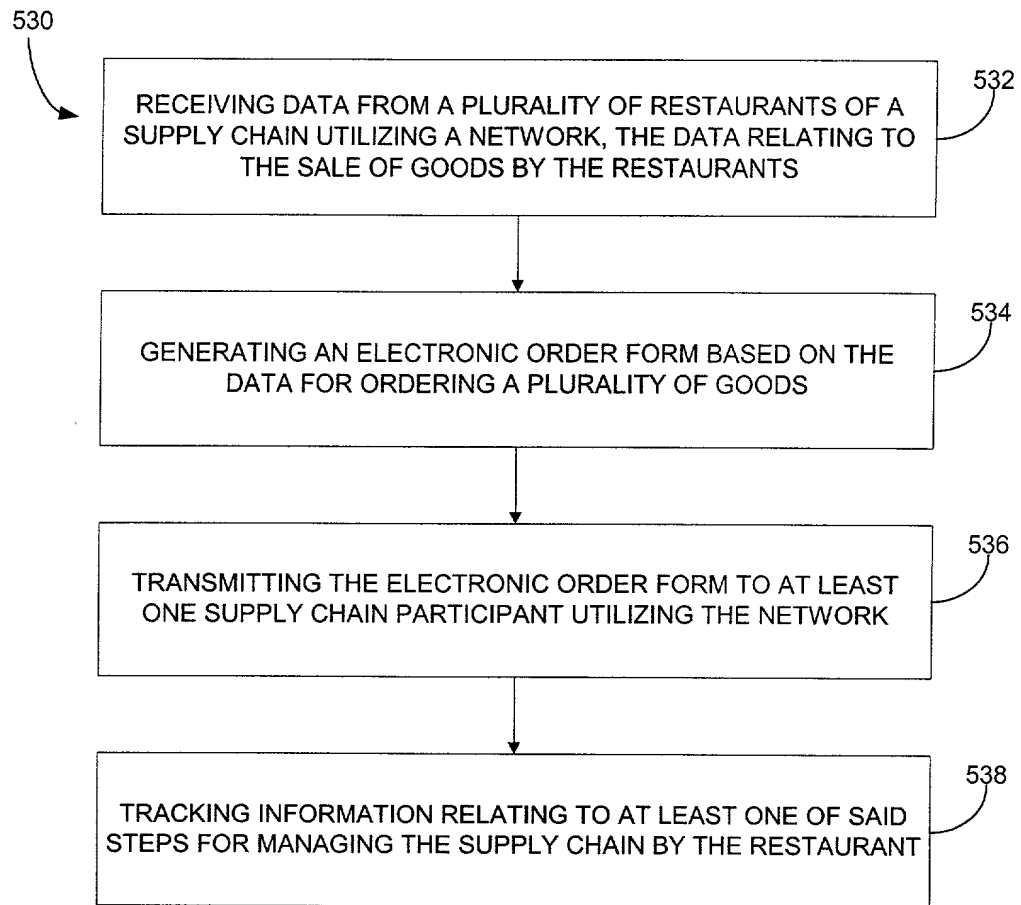 530
532
RECEIVING DATA FROM A PLURALITY OF RESTAURANTS OF A
SUPPLY CHAIN UTILIZING A NETWORK, THE DATA RELATING TO
THE SALE OF GOODS BY THE RESTAURANTS
534
GENERATING AN ELECTRONIC ORDER FORM BASED ON THE
DATA FOR ORDERING A PLURALITY OF GOODS
536
TRANSMITTING THE ELECTRONIC ORDER FORM TO AT LEAST
ONE SUPPLY CHAIN PARTICIPANT UTILIZING THE NETWORK
538
TRACKING INFORMATION RELATING TO AT LEAST ONE OF SAID
STEPS FOR MANAGING THE SUPPLY CHAIN BY THE RESTAURANT